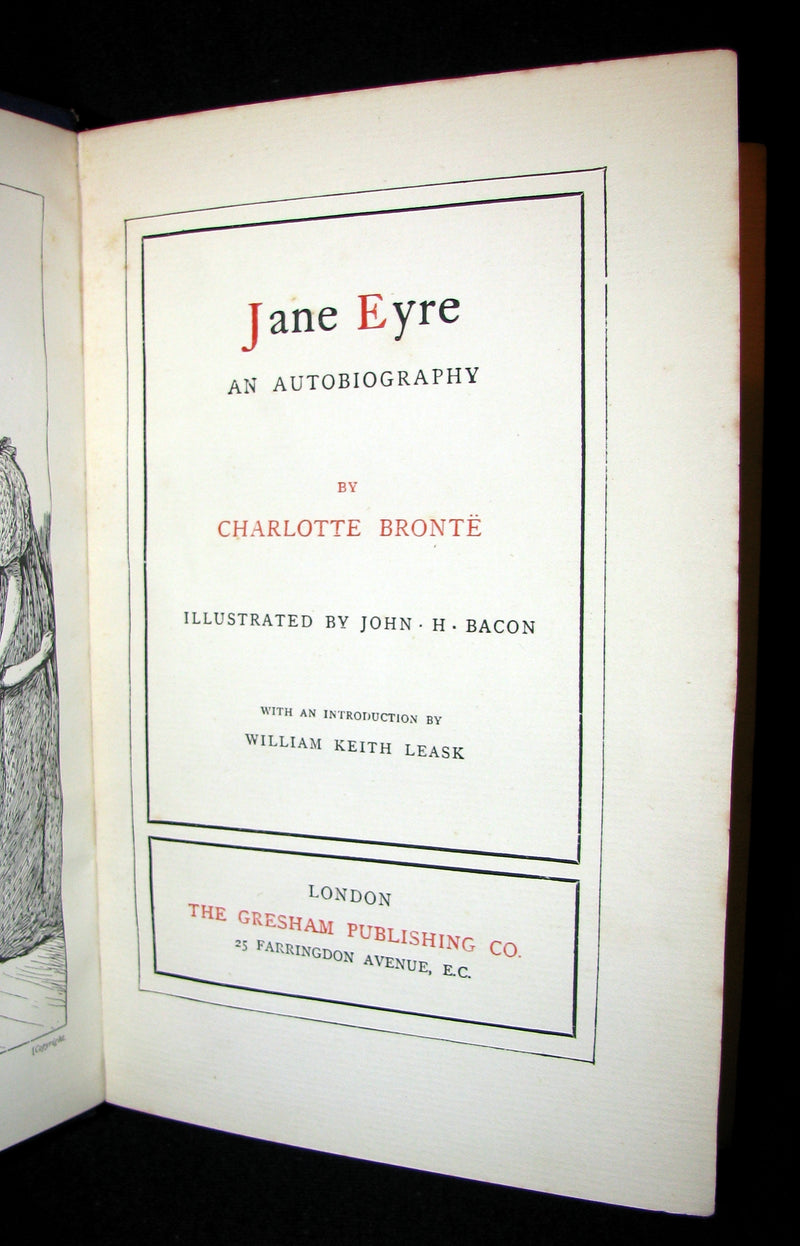 Jane Eyre
AN AUTOBIOGRAPHY
BY
CHARLOTTE BRONTË
ILLUSTRATED BY JOHN · H · BACON
WITH AN INTRODUCTION BY
WILLIAM KEITH LEASK
LONDON
THE GRESHAM PUBLISHING CO.
25 FARRINGDON AVENUE, E.C.
[Copyright.